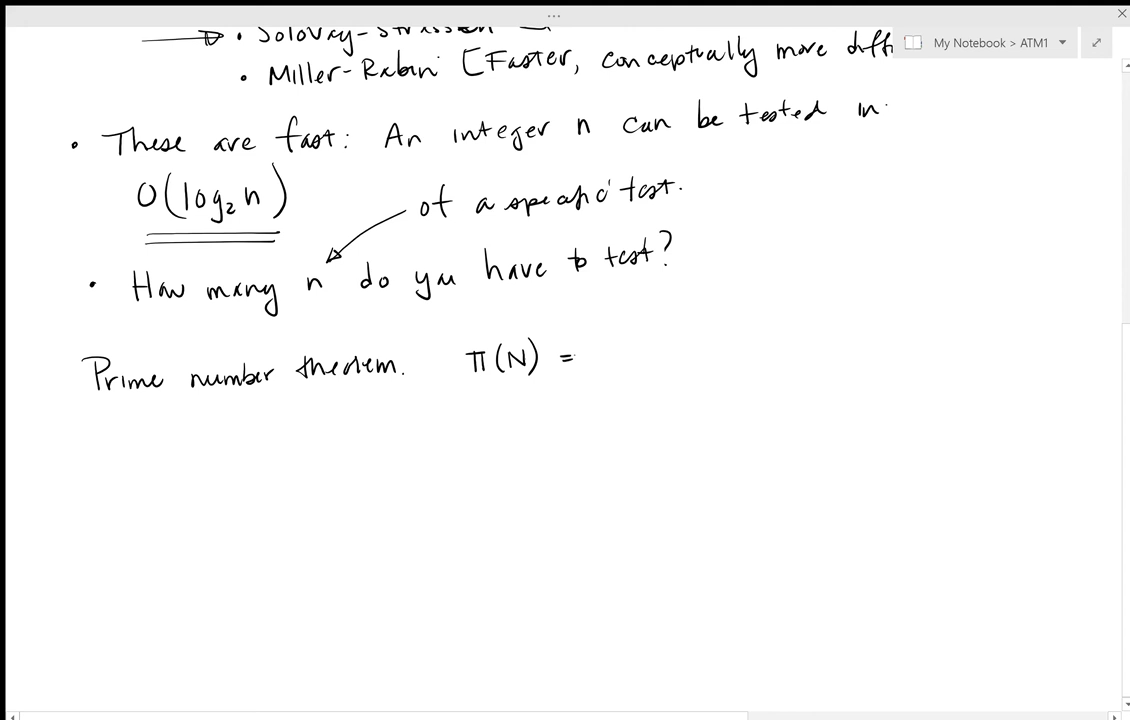 ...
• Solovay-Strassen
My Notebook > ATM1
• Miller-Rabin [Faster, conceptually more diff
• These are fast: An integer n can be tested in
O(log₂ n)
of a specific test.
• How many n do you have to test?
Prime number theorem. π(N) =